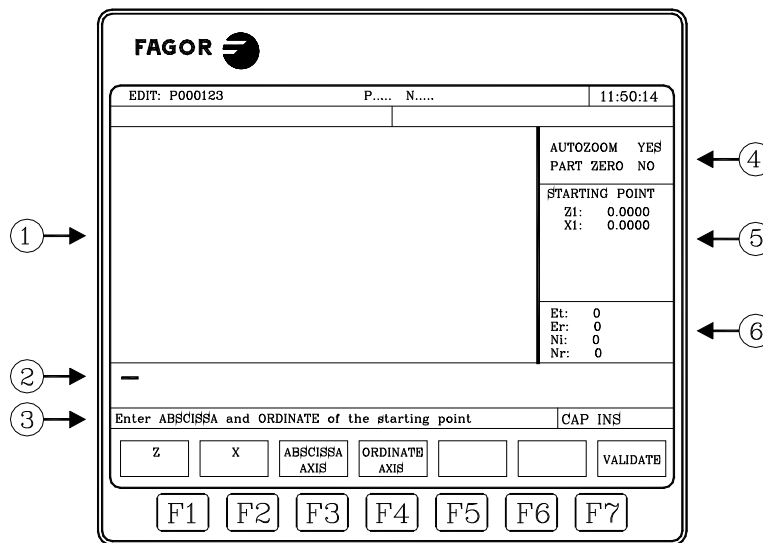 FAGOR
EDIT: P000123 P..... N..... 11:50:14
AUTOZOOM YES
PART ZERO NO
STARTING POINT
Z1: 0.0000
X1: 0.0000
Et: 0
Er: 0
Ni: 0
Nr: 0
Enter ABSCISSA and ORDINATE of the starting point CAP INS
Z X ABSCISSA AXIS ORDINATE AXIS VALIDATE
F1 F2 F3 F4 F5 F6 F7
1
2
3
4
5
6